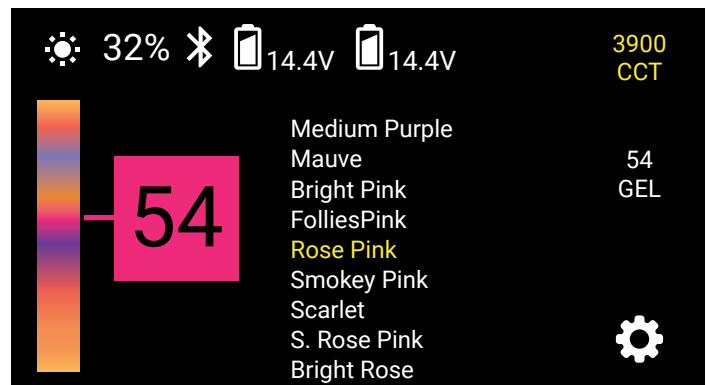 32% 14.4V 14.4V
3900
CCT
54
Medium Purple
Mauve
Bright Pink
FolliesPink
Rose Pink
Smokey Pink
Scarlet
S. Rose Pink
Bright Rose
54
GEL